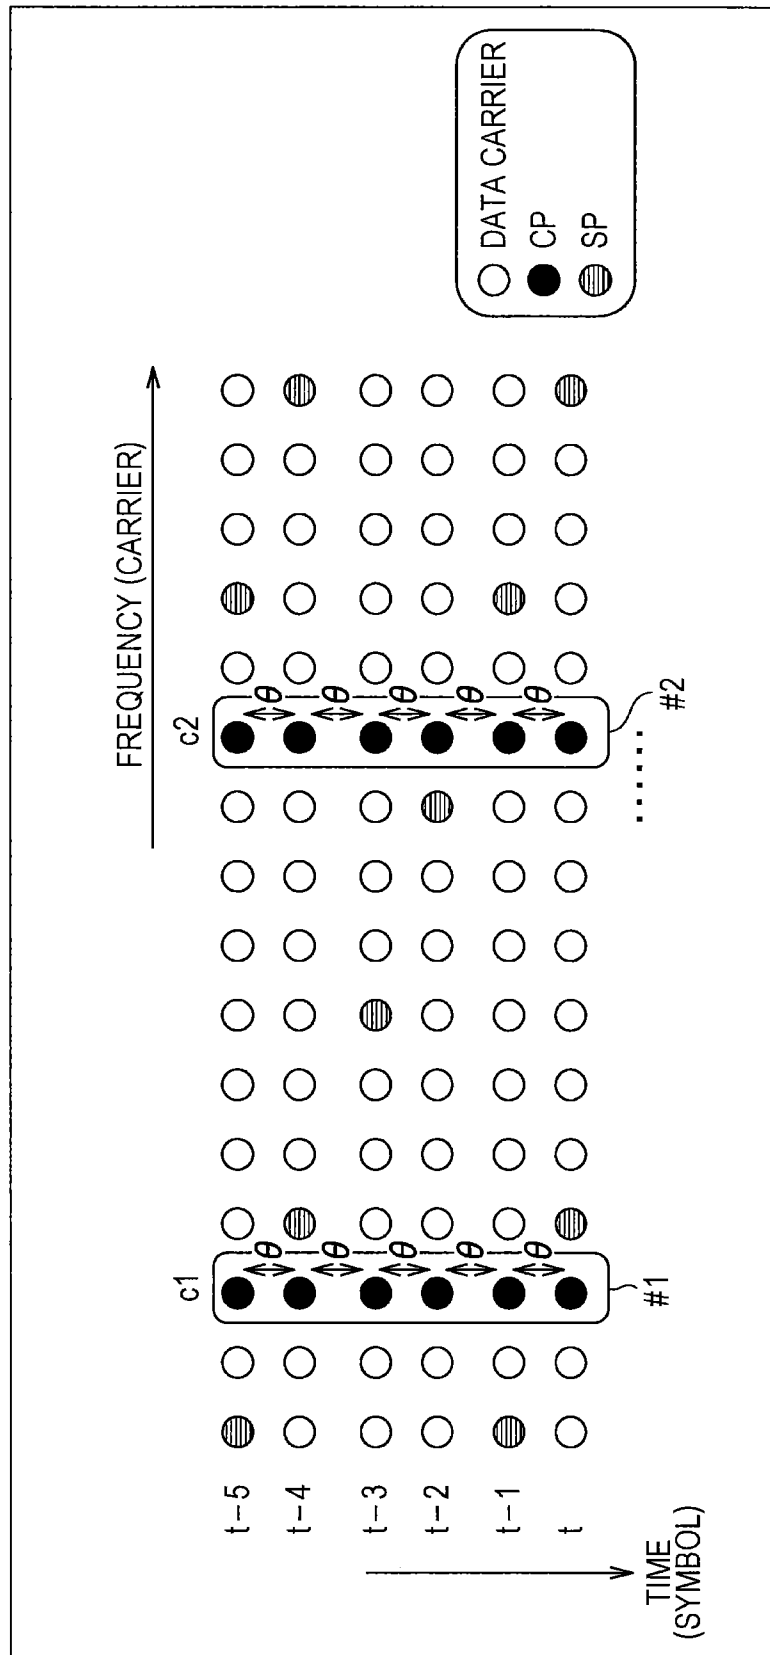 FREQUENCY (CARRIER)
c1
c2
t-5
t-4
t-3
t-2
t-1
t
θ θ
θ θ
θ θ
θ θ
θ θ
#1
#2
......
TIME
(SYMBOL)
DATA CARRIER
CP
SP